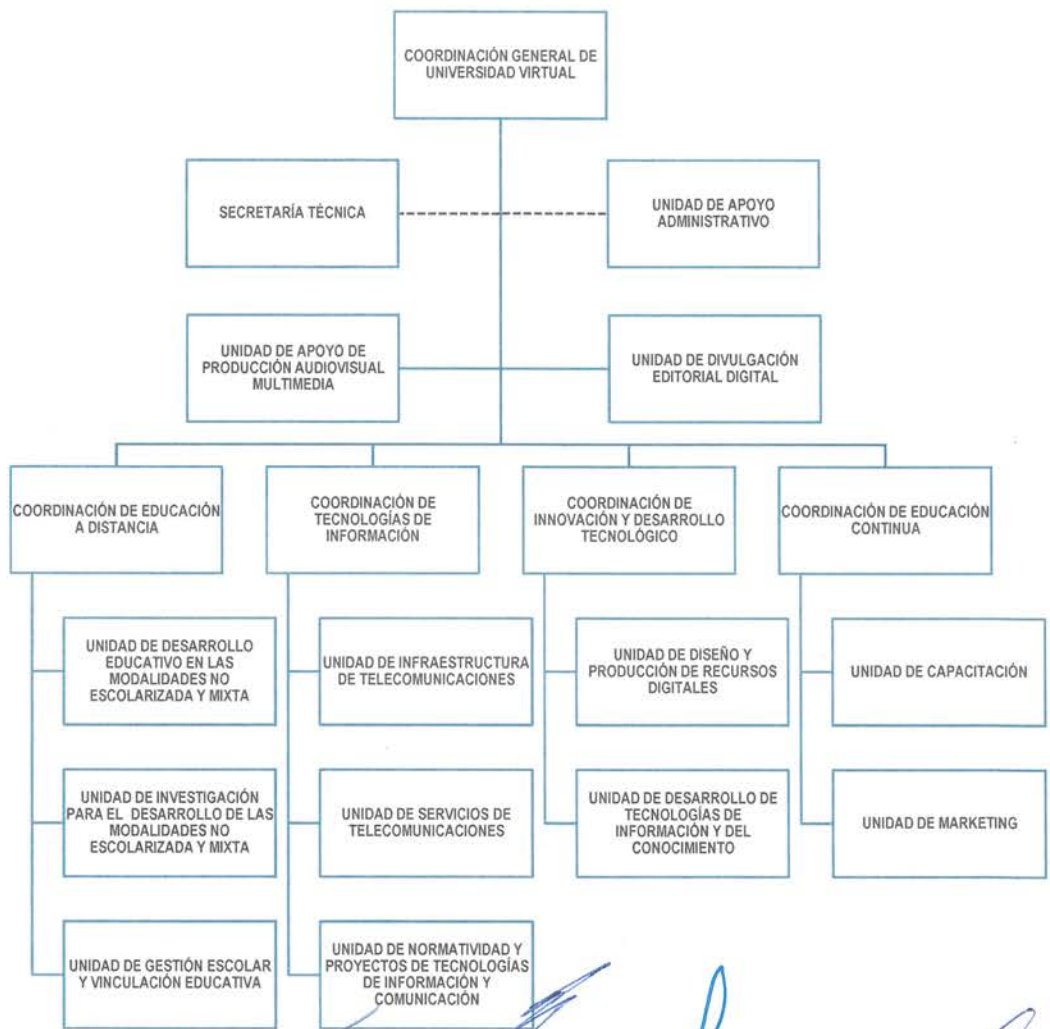 COORDINACIÓN GENERAL DE
UNIVERSIDAD VIRTUAL
SECRETARÍA TÉCNICA
UNIDAD DE APOYO
ADMINISTRATIVO
UNIDAD DE APOYO DE
PRODUCCIÓN AUDIOVISUAL
MULTIMEDIA
UNIDAD DE DIVULGACIÓN
EDITORIAL DIGITAL
COORDINACIÓN DE EDUCACIÓN
A DISTANCIA
COORDINACIÓN DE
TECNOLOGÍAS DE
INFORMACIÓN
COORDINACIÓN DE
INNOVACIÓN Y DESARROLLO
TECNOLÓGICO
COORDINACIÓN DE EDUCACIÓN
CONTINUA
UNIDAD DE DESARROLLO
EDUCATIVO EN LAS
MODALIDADES NO
ESCOLARIZADA Y MIXTA
UNIDAD DE INFRAESTRUCTURA
DE TELECOMUNICACIONES
UNIDAD DE DISEÑO Y
PRODUCCIÓN DE RECURSOS
DIGITALES
UNIDAD DE CAPACITACIÓN
UNIDAD DE INVESTIGACIÓN
PARA EL DESARROLLO DE LAS
MODALIDADES NO
ESCOLARIZADA Y MIXTA
UNIDAD DE SERVICIOS DE
TELECOMUNICACIONES
UNIDAD DE DESARROLLO DE
TECNOLOGÍAS DE
INFORMACIÓN Y DEL
CONOCIMIENTO
UNIDAD DE MARKETING
UNIDAD DE GESTIÓN ESCOLAR
Y VINCULACIÓN EDUCATIVA
UNIDAD DE NORMATIVIDAD Y
PROYECTOS DE TECNOLOGÍAS
DE INFORMACIÓN Y
COMUNICACIÓN